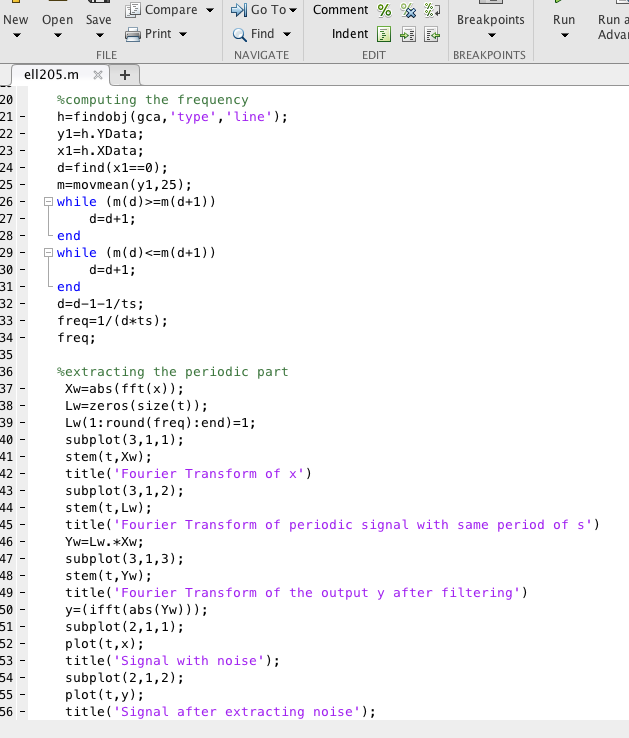 Compare
Go To
Comment
New
Open
Save
Print
Find
Indent
Breakpoints
Run
Run a
Advan
FILE
NAVIGATE
EDIT
BREAKPOINTS
ell205.m
20 %computing the frequency
21 - h=findobj(gca,'type','line');
22 - y1=h.YData;
23 - x1=h.XData;
24 - d=find(x1==0);
25 - m=movmean(y1,25);
26 - while (m(d)>=m(d+1))
27 - d=d+1;
28 - end
29 - while (m(d)<=m(d+1))
30 - d=d+1;
31 - end
32 - d=d-1-1/ts;
33 - freq=1/(d*ts);
34 - freq;
35
36 %extracting the periodic part
37 - Xw=abs(fft(x));
38 - Lw=zeros(size(t));
39 - Lw(1:round(freq):end)=1;
40 - subplot(3,1,1);
41 - stem(t,Xw);
42 - title('Fourier Transform of x')
43 - subplot(3,1,2);
44 - stem(t,Lw);
45 - title('Fourier Transform of periodic signal with same period of s')
46 - Yw=Lw.*Xw;
47 - subplot(3,1,3);
48 - stem(t,Yw);
49 - title('Fourier Transform of the output y after filtering')
50 - y=(ifft(abs(Yw)));
51 - subplot(2,1,1);
52 - plot(t,x);
53 - title('Signal with noise');
54 - subplot(2,1,2);
55 - plot(t,y);
56 - title('Signal after extracting noise');